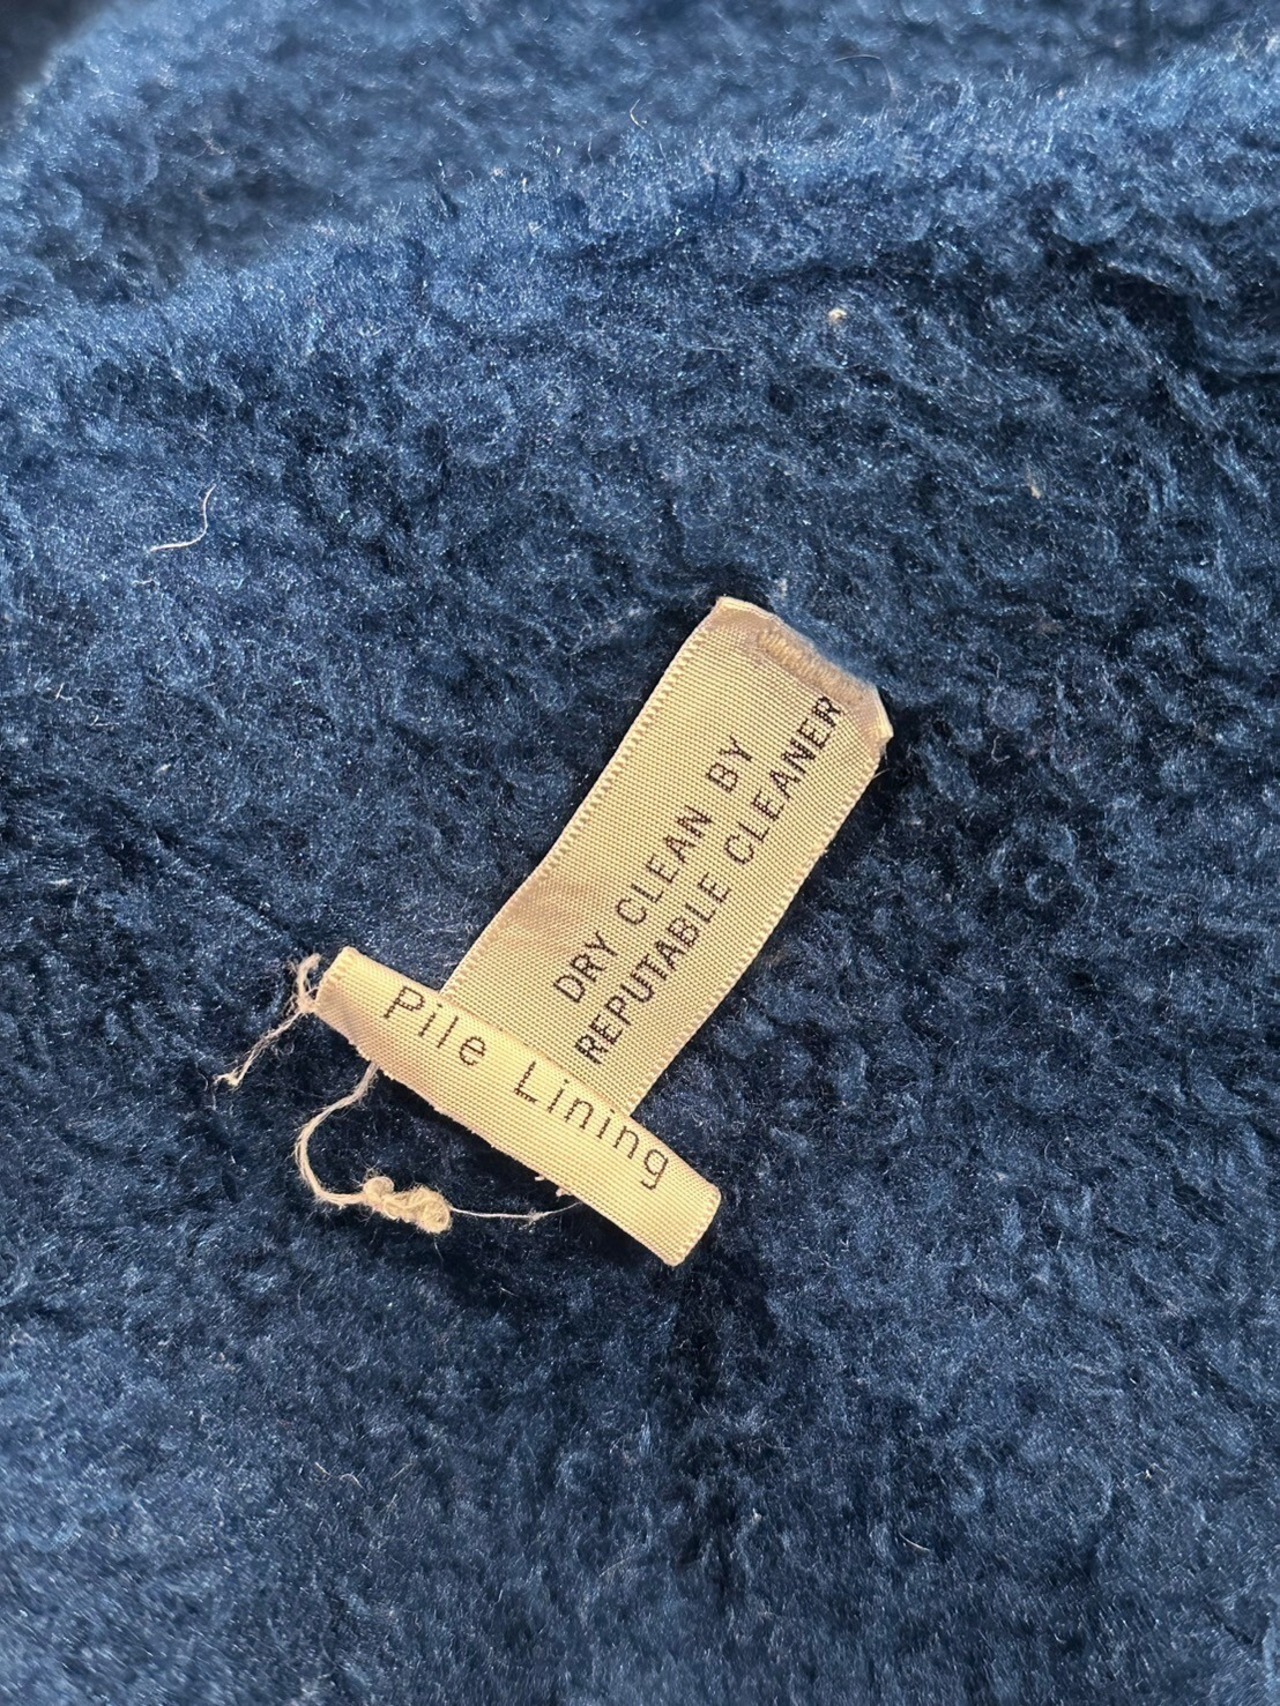 DRY CLEAN BY
REPUTABLE CLEANER
Pile Lining